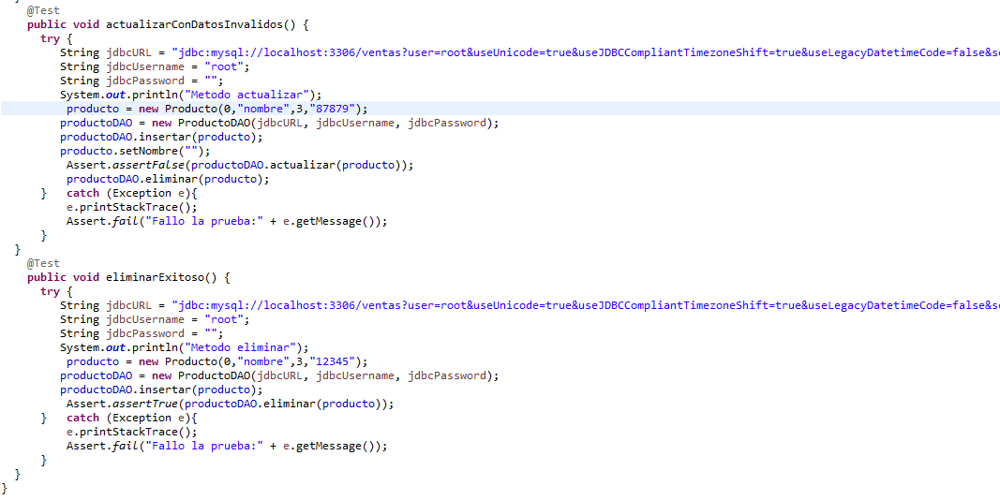 }
@Test
public void actualizarConDatosInvalidos() {
try {
String jdbcURL = "jdbc:mysql://localhost:3306/ventas?user=root&useUnicode=true&useJDBCCompliantTimezoneShift=true&useLegacyDatetimeCode=false&s
String jdbcUsername = "root";
String jdbcPassword = "";
System.out.println("Metodo actualizar");
producto = new Producto(0,"nombre",3,"87879");
productoDAO = new ProductoDAO(jdbcURL, jdbcUsername, jdbcPassword);
productoDAO.insertar(producto);
producto.setNombre("");
Assert.assertFalse(productoDAO.actualizar(producto));
productoDAO.eliminar(producto);
} catch (Exception e){
e.printStackTrace();
Assert.fail("Fallo la prueba:" + e.getMessage());
}
}
@Test
public void eliminarExitoso() {
try {
String jdbcURL = "jdbc:mysql://localhost:3306/ventas?user=root&useUnicode=true&useJDBCCompliantTimezoneShift=true&useLegacyDatetimeCode=false&s
String jdbcUsername = "root";
String jdbcPassword = "";
System.out.println("Metodo eliminar");
producto = new Producto(0,"nombre",3,"12345");
productoDAO = new ProductoDAO(jdbcURL, jdbcUsername, jdbcPassword);
productoDAO.insertar(producto);
Assert.assertTrue(productoDAO.eliminar(producto));
} catch (Exception e){
e.printStackTrace();
Assert.fail("Fallo la prueba:" + e.getMessage());
}
}
}